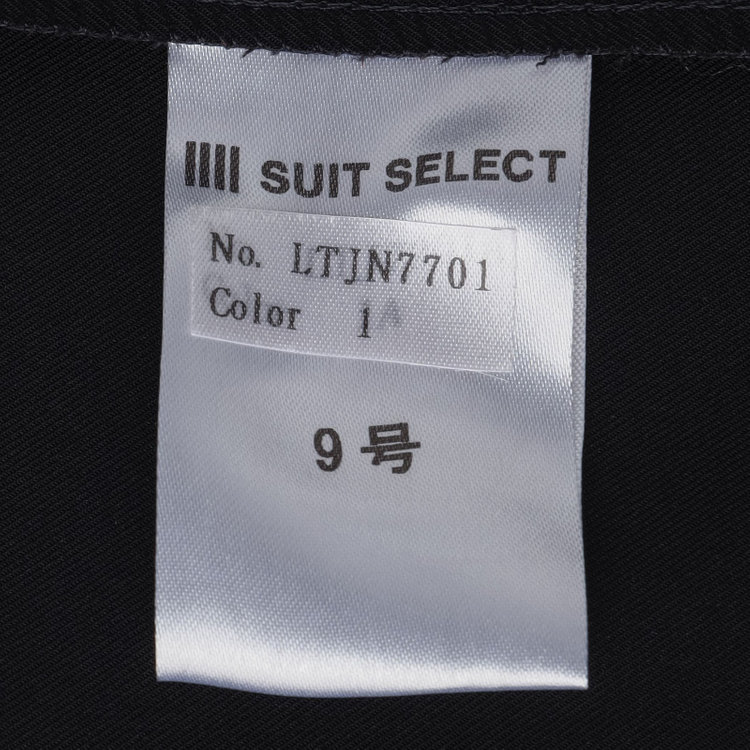 SUIT SELECT
No. LTJN7701
Color 1
9号